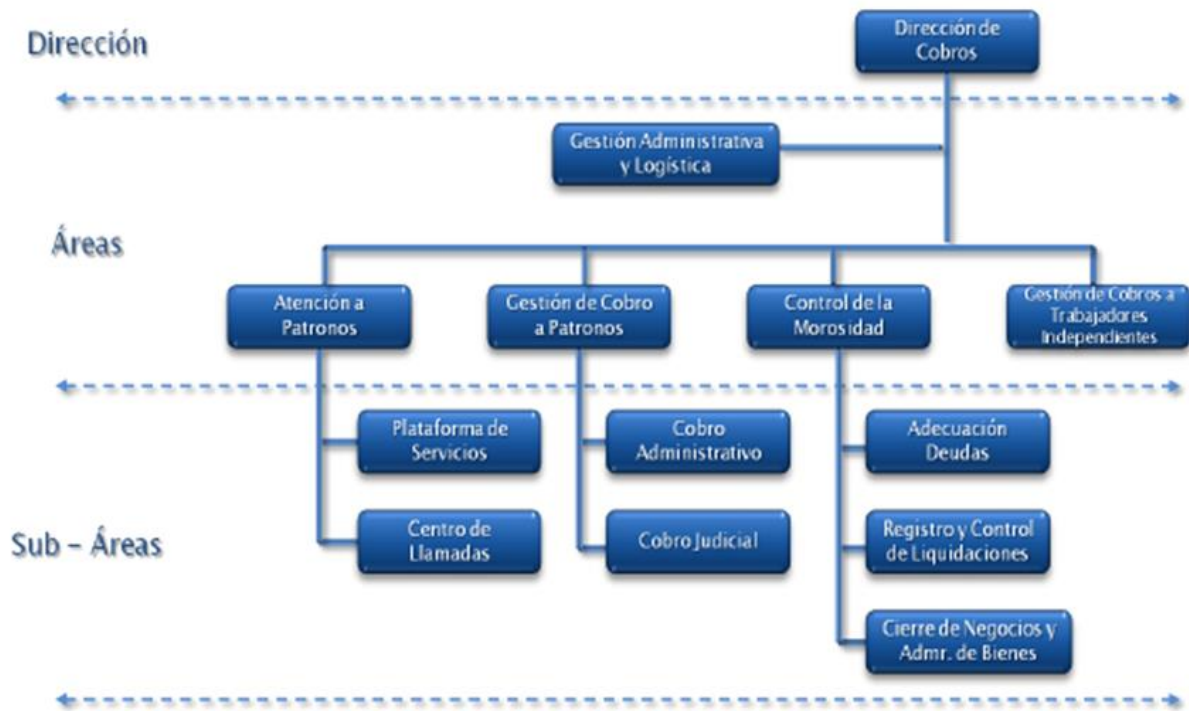 Dirección
Dirección de
Cobros
Gestión Administrativa
y Logística
Áreas
Atención a
Patronos
Gestión de Cobro
a Patronos
Control de la
Morosidad
Gestión de Cobros a
Trabajadores
Independientes
Sub – Áreas
Plataforma de
Servicios
Centro de
Llamadas
Cobro
Administrativo
Cobro Judicial
Adecuación
Deudas
Registro y Control
de Liquidaciones
Cierre de Negocios y
Admr. de Bienes